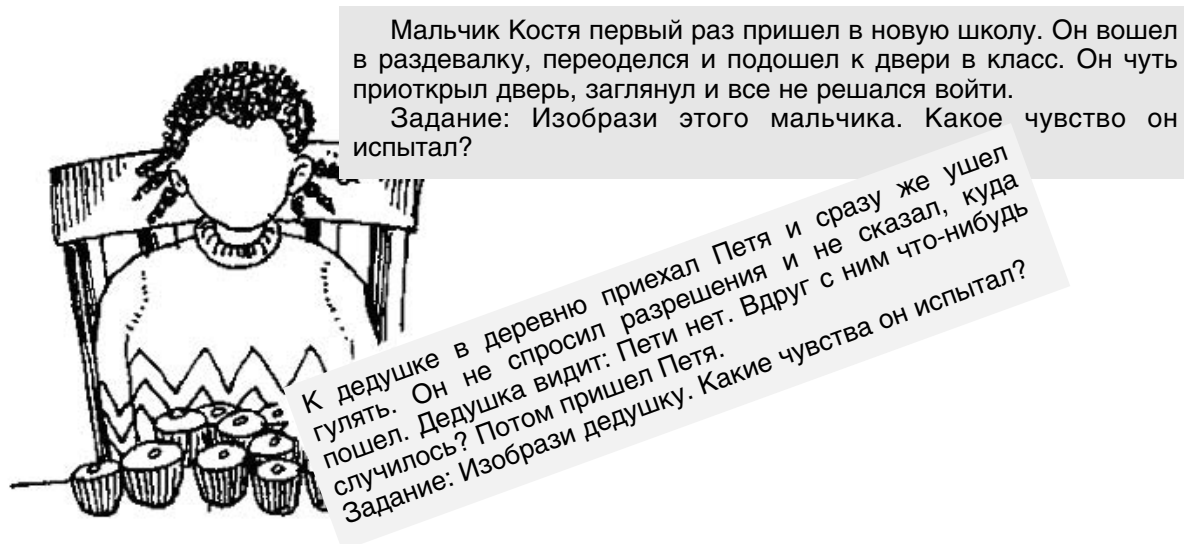 Мальчик Костя первый раз пришел в новую школу. Он вошел
в раздевалку, переоделся и подошел к двери в класс. Он чуть
приоткрыл дверь, заглянул и все не решался войти.
Задание: Изобрази этого мальчика. Какое чувство он
испытал?
К дедушке в деревню приехал Петя и сразу же ушел
гулять. Он не спросил разрешения и не сказал, куда
пошел. Дедушка видит: Пети нет. Вдруг с ним что-нибудь
случилось? Потом пришел Петя.
Задание: Изобрази дедушку. Какие чувства он испытал?